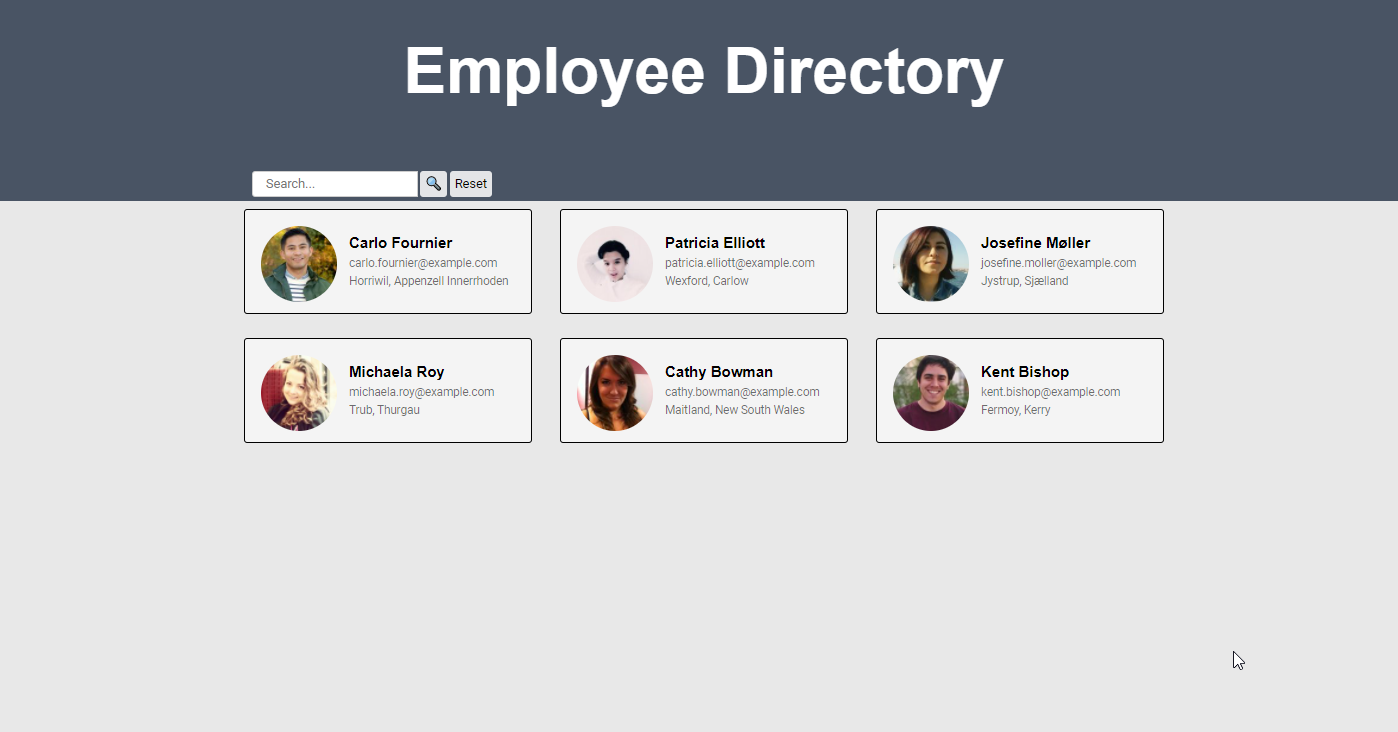 Employee Directory
Search...
Reset
Carlo Fournier
carlo.fournier@example.com
Horriwil, Appenzell Innerrhoden
Patricia Elliott
patricia.elliott@example.com
Wexford, Carlow
Josefine Møller
josefine.moller@example.com
Jystrup, Sjælland
Michaela Roy
michaela.roy@example.com
Trub, Thurgau
Cathy Bowman
cathy.bowman@example.com
Maitland, New South Wales
Kent Bishop
kent.bishop@example.com
Fermoy, Kerry